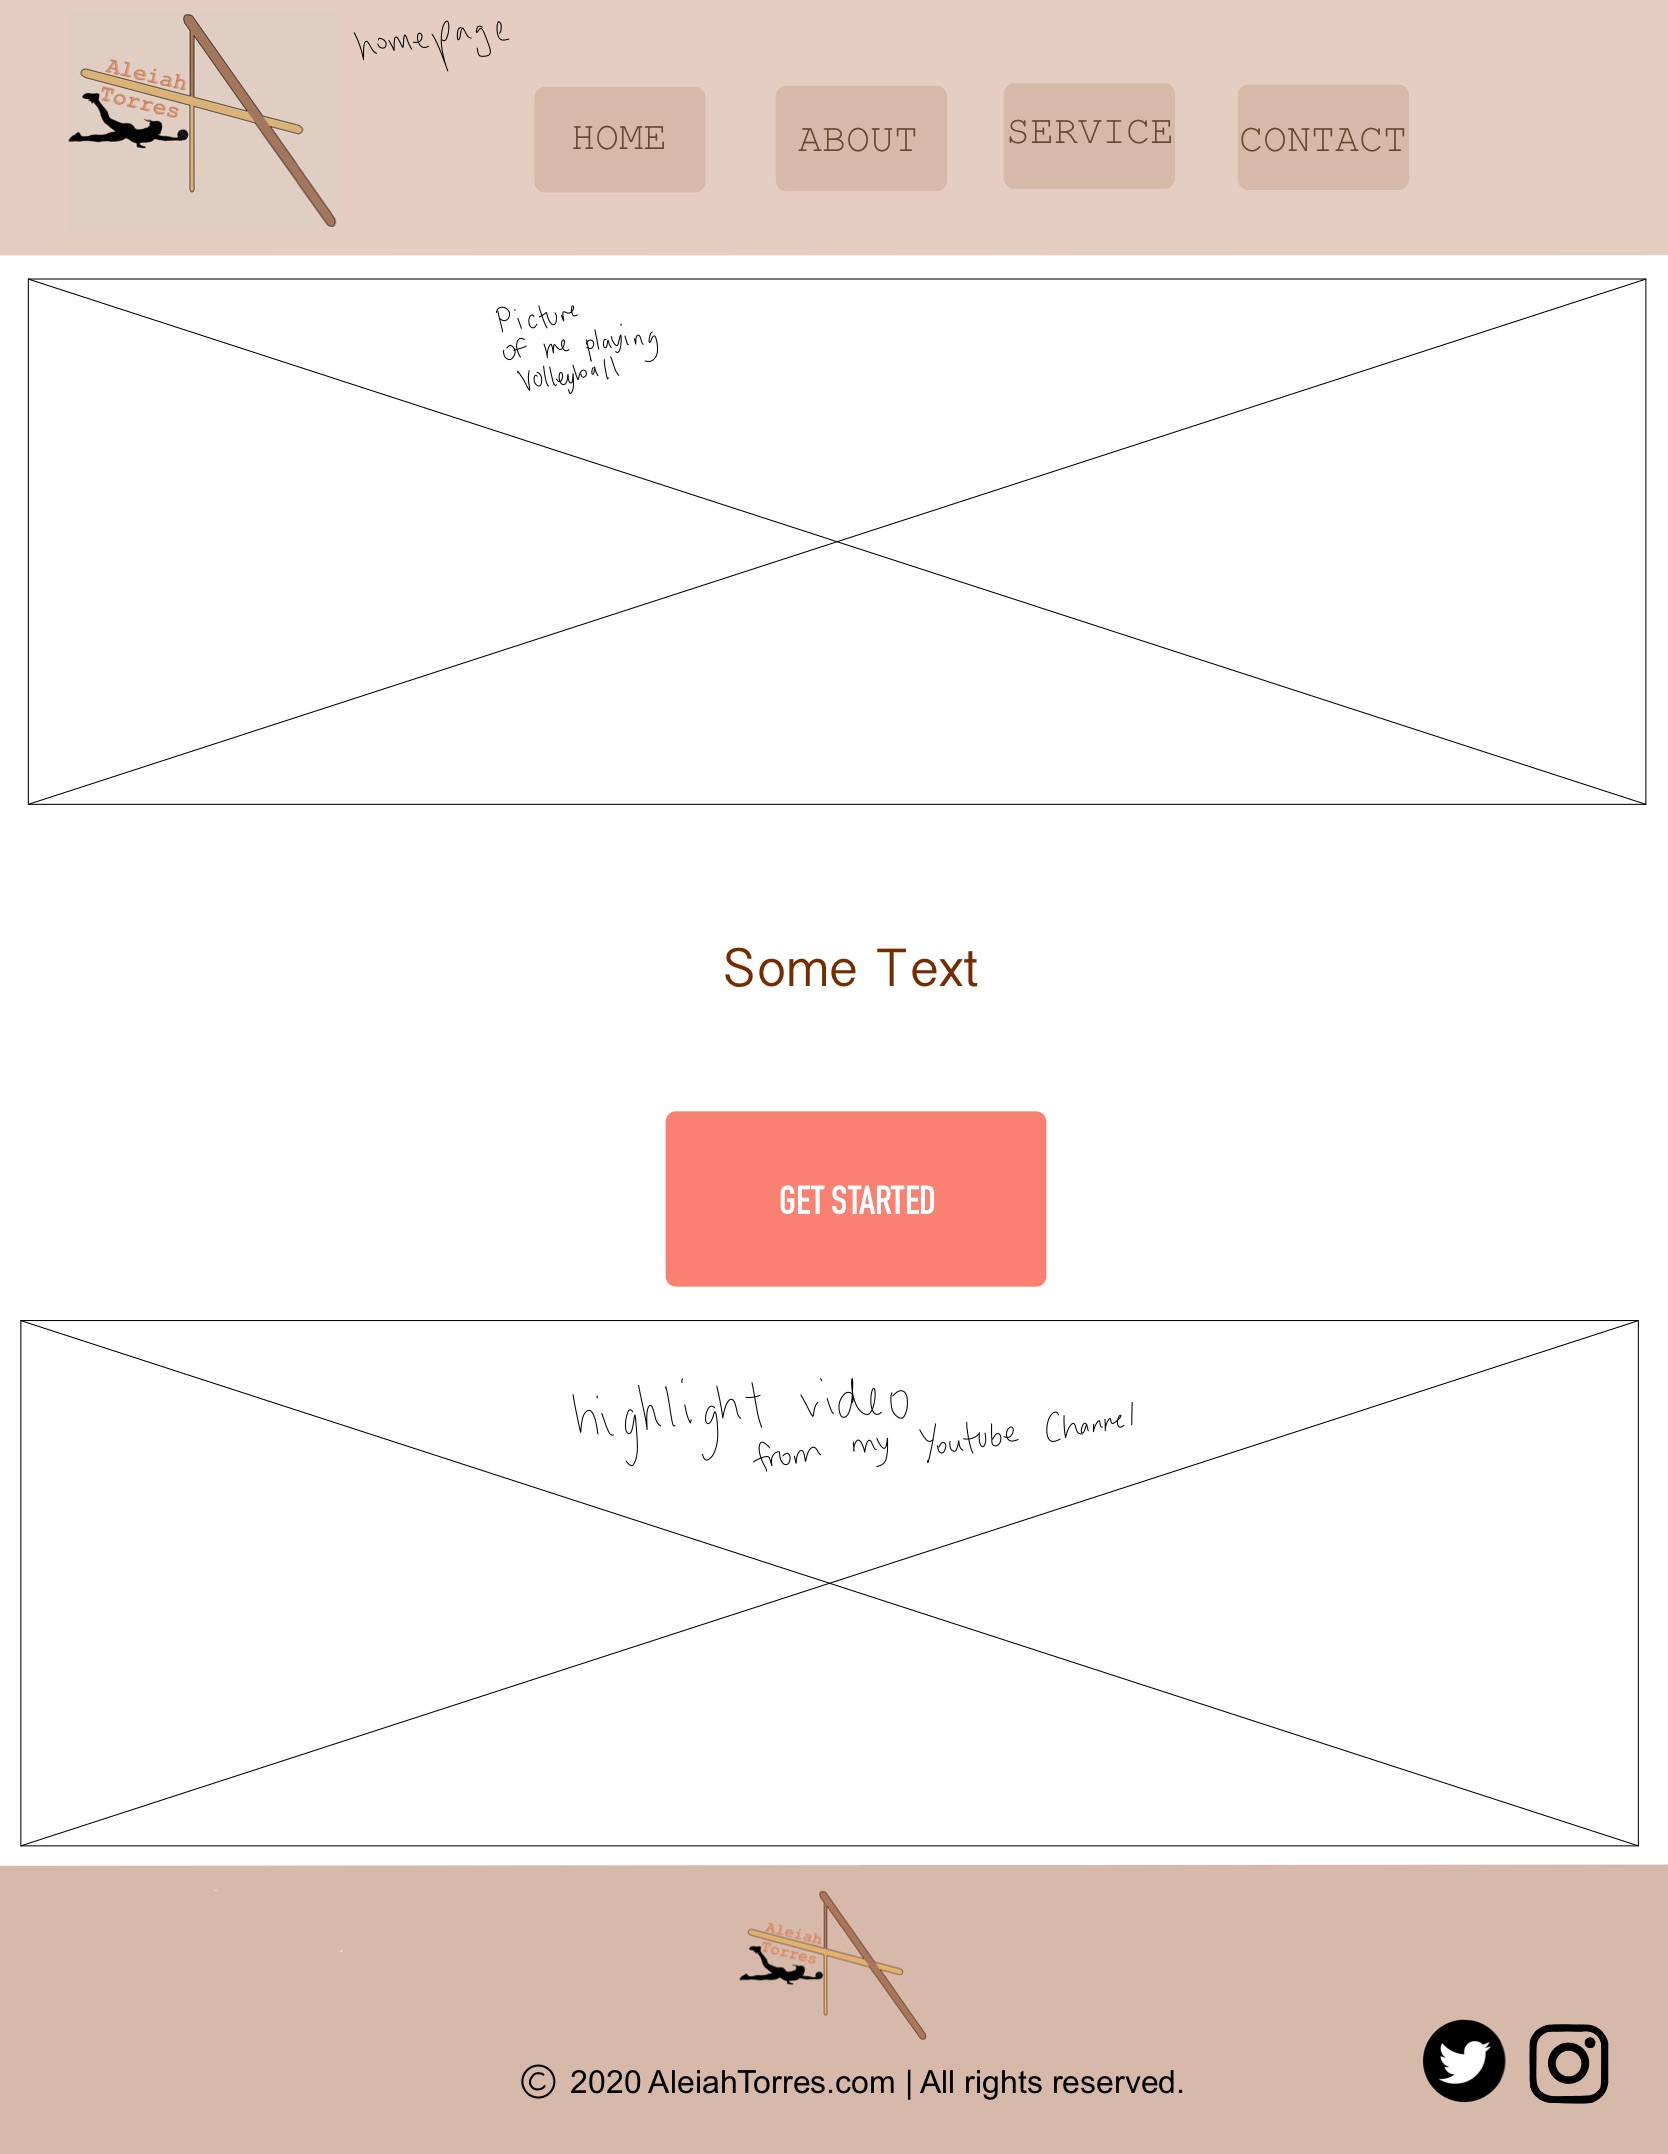 homepage
Aleiah
Torres
HOME
ABOUT
SERVICE
CONTACT
Picture
of me playing
Volleyball
Some Text
GET STARTED
highlight video
from my Youtube Channel
Aleiah
Torres
© 2020 AleiahTorres.com | All rights reserved.